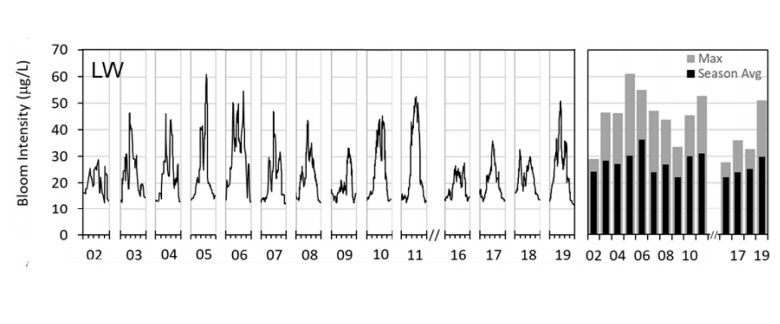 70
60
50
40
30
20
10
0
Bloom Intensity (µg/L)
LW
02 03 04 05 06 07 08 09 10 11 // 16 17 18 19
Max
Season Avg
02 04 06 08 10 // 17 19